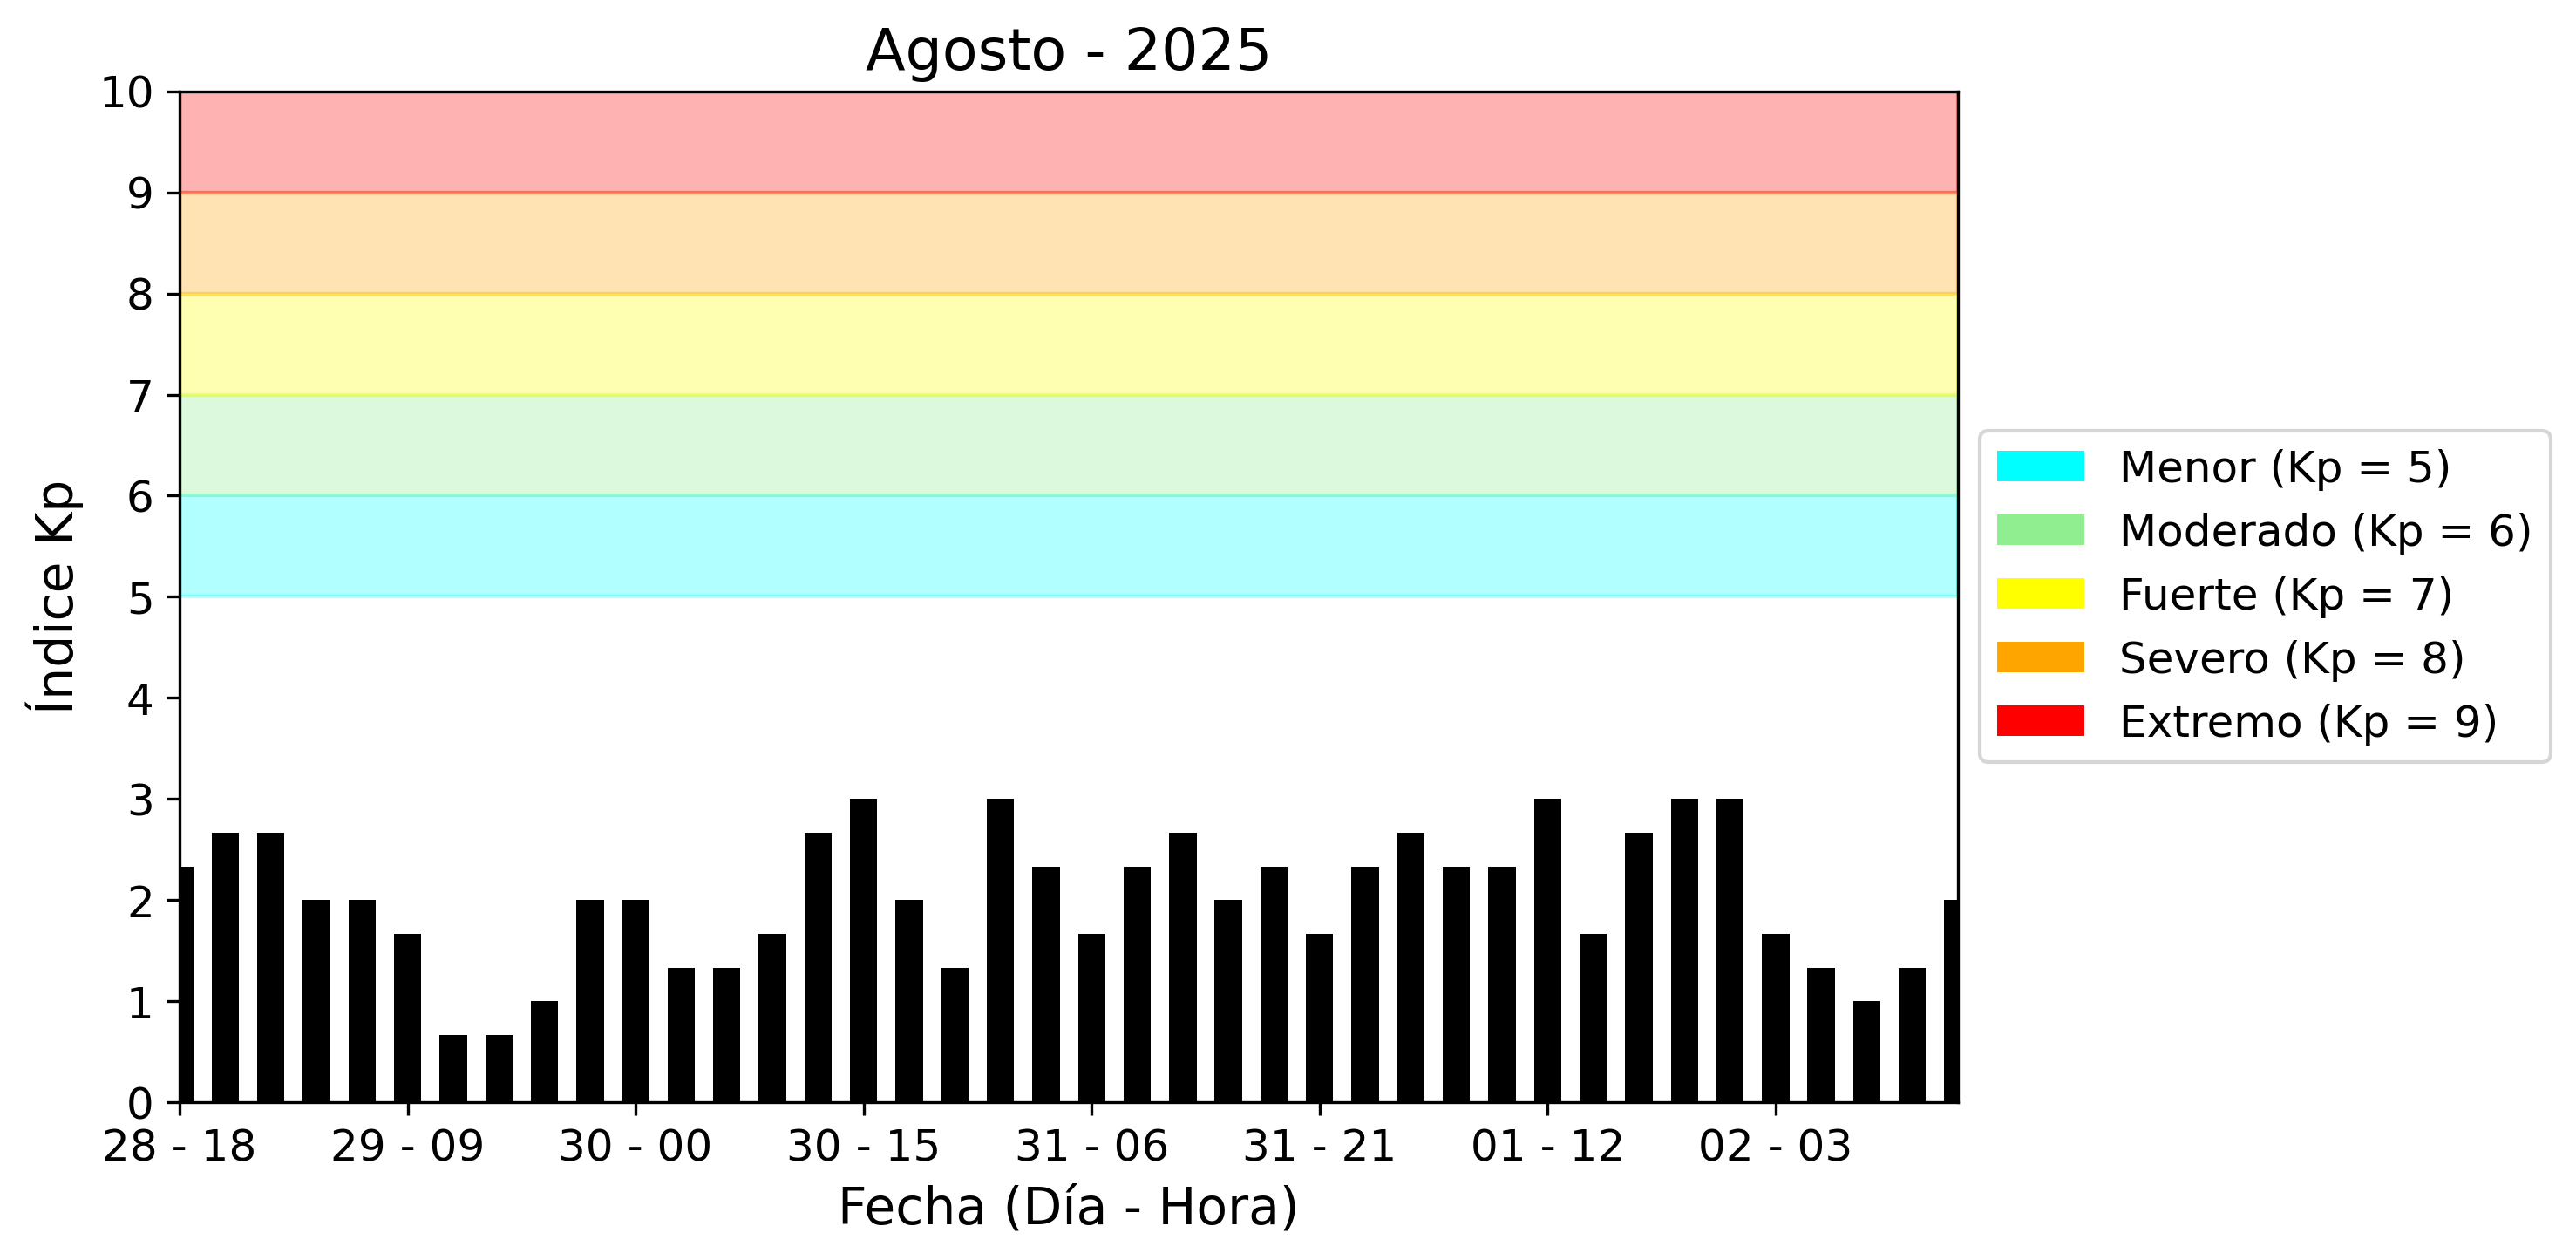 Agosto - 2025
Índice Kp
10
9
8
7
6
5
4
3
2
1
0
28 - 18
29 - 09
30 - 00
30 - 15
31 - 06
31 - 21
01 - 12
02 - 03
Fecha (Día - Hora)
Menor (Kp = 5)
Moderado (Kp = 6)
Fuerte (Kp = 7)
Severo (Kp = 8)
Extremo (Kp = 9)